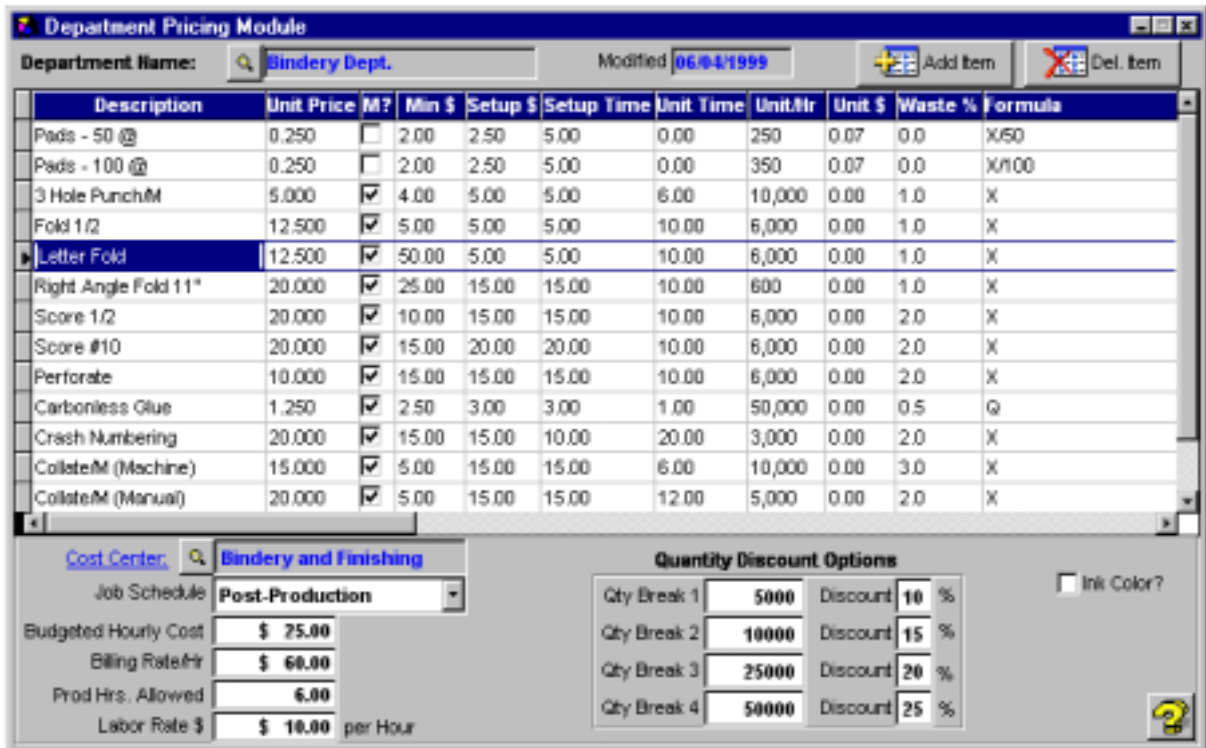 Department Pricing Module
Department Name: Bindery Dept. Modified 06/04/1999 Add Item Del. Item
Description Unit Price M? Min $ Setup $ Setup Time Unit Time Unit/Hr Unit $ Waste % Formula
Pads - 50 @ 0.250 2.00 2.50 5.00 0.00 250 0.07 0.0 X/50
Pads - 100 @ 0.250 2.00 2.50 5.00 0.00 350 0.07 0.0 X/100
3 Hole Punch/M 5.000 4.00 5.00 5.00 6.00 10,000 0.00 1.0 X
Fold 1/2 12.500 5.00 5.00 5.00 10.00 6,000 0.00 1.0 X
Letter Fold 12.500 50.00 5.00 5.00 10.00 6,000 0.00 1.0 X
Right Angle Fold 11" 20.000 25.00 15.00 15.00 10.00 600 0.00 1.0 X
Score 1/2 20.000 10.00 15.00 15.00 10.00 6,000 0.00 2.0 X
Score #10 20.000 15.00 20.00 20.00 10.00 6,000 0.00 2.0 X
Perforate 10.000 15.00 15.00 15.00 10.00 6,000 0.00 2.0 X
Carbonless Glue 1.250 2.50 3.00 3.00 1.00 50,000 0.00 0.5 Q
Crash Numbering 20.000 15.00 15.00 10.00 20.00 3,000 0.00 2.0 X
Collate/M (Machine) 15.000 5.00 15.00 15.00 6.00 10,000 0.00 3.0 X
Collate/M (Manual) 20.000 5.00 15.00 15.00 12.00 5,000 0.00 2.0 X
Cost Center: Bindery and Finishing
Job Schedule Post-Production
Budgeted Hourly Cost $ 25.00
Billing Rate/Hr $ 60.00
Prod Hrs. Allowed 6.00
Labor Rate $ $ 10.00 per Hour
Quantity Discount Options
Qty Break 1 5000 Discount 10 %
Qty Break 2 10000 Discount 15 %
Qty Break 3 25000 Discount 20 %
Qty Break 4 50000 Discount 25 %
Ink Color?
?